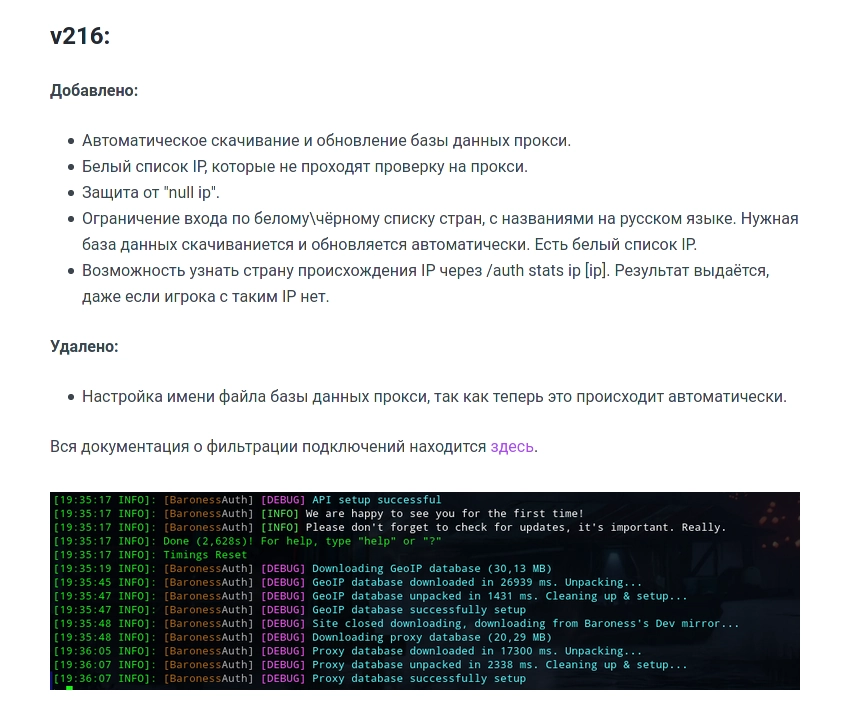 v216:
Добавлено:
Автоматическое скачивание и обновление базы данных прокси.
Белый список IP, которые не проходят проверку на прокси.
Защита от "null ip".
Ограничение входа по белому\чёрному списку стран, с названиями на русском языке. Нужная
база данных скачиваниется и обновляется автоматически. Есть белый список IP.
Возможность узнать страну происхождения IP через /auth stats ip [ip]. Результат выдаётся,
даже если игрока с таким IP нет.
Удалено:
Настройка имени файла базы данных прокси, так как теперь это происходит автоматически.
Вся документация о фильтрации подключений находится здесь.
[19:35:17 INFO]: [BaronessAuth] [DEBUG] API setup successful
[19:35:17 INFO]: [BaronessAuth] [INFO] We are happy to see you for the first time!
[19:35:17 INFO]: [BaronessAuth] [INFO] Please don't forget to check for updates, it's important. Really.
[19:35:17 INFO]: Done (2,628s)! For help, type "help" or "?"
[19:35:17 INFO]: Timings Reset
[19:35:19 INFO]: [BaronessAuth] [DEBUG] Downloading GeoIP database (30,13 MB)
[19:35:45 INFO]: [BaronessAuth] [DEBUG] GeoIP database downloaded in 26939 ms. Unpacking...
[19:35:47 INFO]: [BaronessAuth] [DEBUG] GeoIP database unpacked in 1431 ms. Cleaning up & setup...
[19:35:47 INFO]: [BaronessAuth] [DEBUG] GeoIP database successfully setup
[19:35:48 INFO]: [BaronessAuth] [DEBUG] Site closed downloading, downloading from Baroness's Dev mirror...
[19:35:48 INFO]: [BaronessAuth] [DEBUG] Downloading proxy database (20,29 MB)
[19:36:05 INFO]: [BaronessAuth] [DEBUG] Proxy database downloaded in 17300 ms. Unpacking...
[19:36:07 INFO]: [BaronessAuth] [DEBUG] Proxy database unpacked in 2338 ms. Cleaning up & setup...
[19:36:07 INFO]: [BaronessAuth] [DEBUG] Proxy database successfully setup